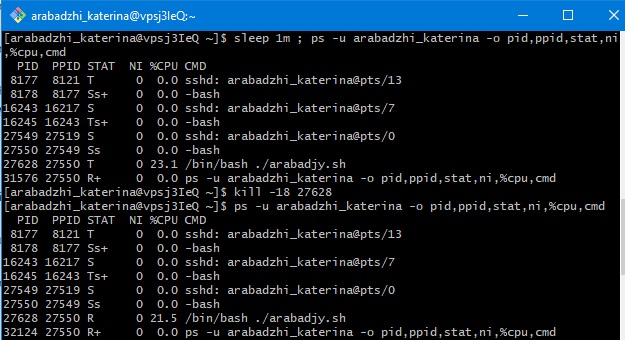 arabadzhi_katerina@vpsj3IeQ:~
[arabadzhi_katerina@vpsj3IeQ ~]$ sleep 1m ; ps -u arabadzhi_katerina -o pid,ppid,stat,ni
,%cpu,cmd
  PID  PPID STAT  NI %CPU CMD
 8177  8121 T      0  0.0 sshd: arabadzhi_katerina@pts/13
 8178  8177 Ss+    0  0.0 -bash
16243 16217 S      0  0.0 sshd: arabadzhi_katerina@pts/7
16245 16243 Ts+    0  0.0 -bash
27549 27519 S      0  0.0 sshd: arabadzhi_katerina@pts/0
27550 27549 Ss     0  0.0 -bash
27628 27550 T      0 23.1 /bin/bash ./arabadjy.sh
31576 27550 R+     0  0.0 ps -u arabadzhi_katerina -o pid,ppid,stat,ni,%cpu,cmd
[arabadzhi_katerina@vpsj3IeQ ~]$ kill -18 27628
[arabadzhi_katerina@vpsj3IeQ ~]$ ps -u arabadzhi_katerina -o pid,ppid,stat,ni,%cpu,cmd
  PID  PPID STAT  NI %CPU CMD
 8177  8121 T      0  0.0 sshd: arabadzhi_katerina@pts/13
 8178  8177 Ss+    0  0.0 -bash
16243 16217 S      0  0.0 sshd: arabadzhi_katerina@pts/7
16245 16243 Ts+    0  0.0 -bash
27549 27519 S      0  0.0 sshd: arabadzhi_katerina@pts/0
27550 27549 Ss     0  0.0 -bash
27628 27550 R      0 21.5 /bin/bash ./arabadjy.sh
32124 27550 R+     0  0.0 ps -u arabadzhi_katerina -o pid,ppid,stat,ni,%cpu,cmd